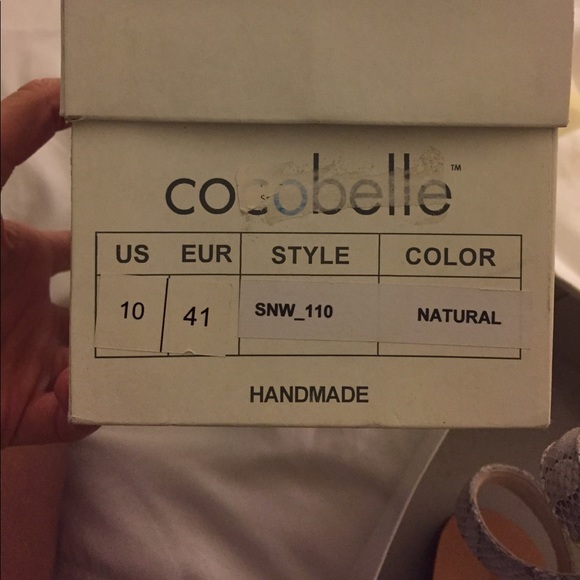 cocobelle™
US EUR STYLE COLOR
10 41 SNW_110 NATURAL
HANDMADE